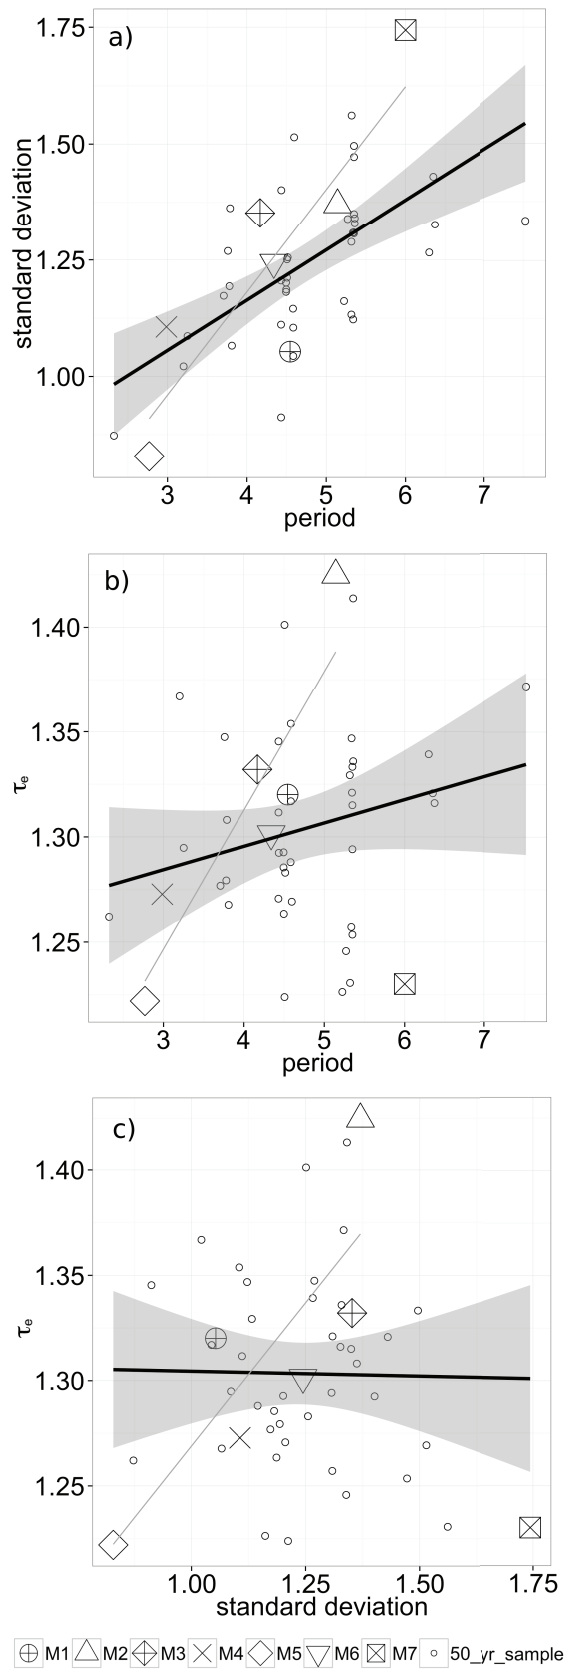 a)
1.75
1.50
1.25
1.00
standard deviation
3 4 5 6 7
period
b)
1.40
1.35
1.30
1.25
τe
3 4 5 6 7
period
c)
1.40
1.35
1.30
1.25
τe
1.00 1.25 1.50 1.75
standard deviation
M1 M2 M3 M4 M5 M6 M7 50_yr_sample